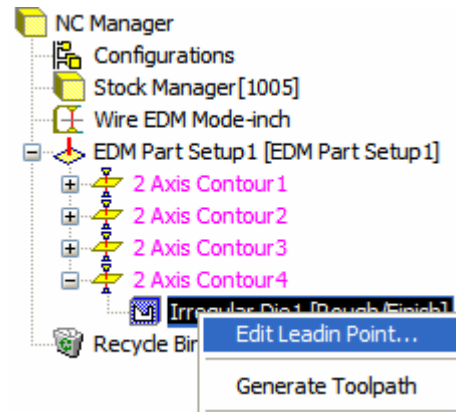 NC Manager
Configurations
Stock Manager[1005]
Wire EDM Mode-inch
EDM Part Setup1 [EDM Part Setup1]
2 Axis Contour1
2 Axis Contour2
2 Axis Contour3
2 Axis Contour4
Irregular Die1 [Rough/Finish]
Recycle Bin
Edit Leadin Point...
Generate Toolpath